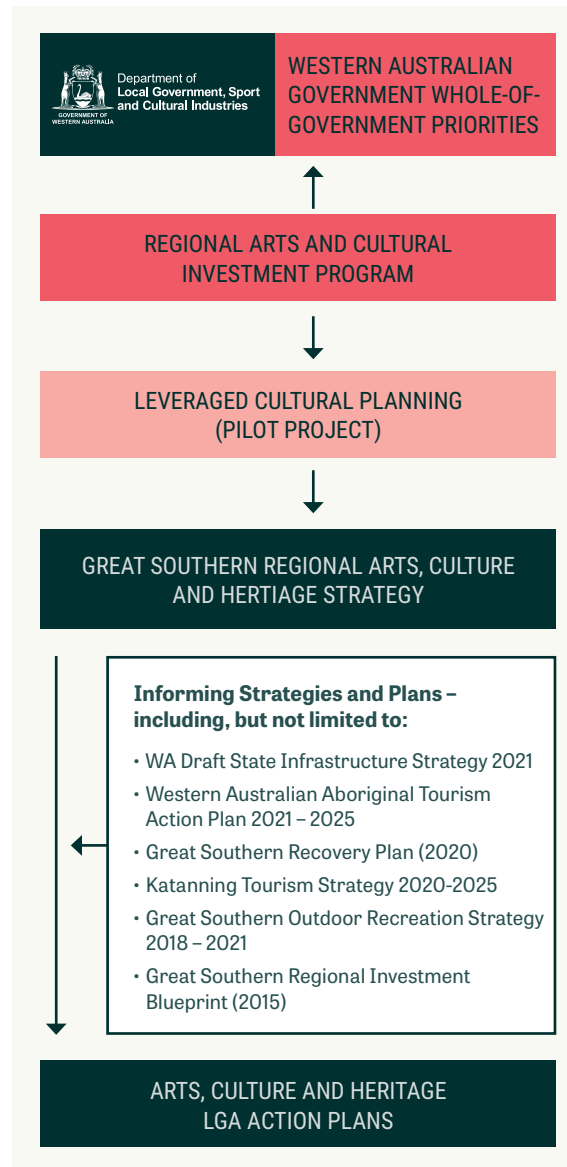 Department of
Local Government, Sport
and Cultural Industries
GOVERNMENT OF
WESTERN AUSTRALIA
WESTERN AUSTRALIAN
GOVERNMENT WHOLE-OF-
GOVERNMENT PRIORITIES
REGIONAL ARTS AND CULTURAL
INVESTMENT PROGRAM
LEVERAGED CULTURAL PLANNING
(PILOT PROJECT)
GREAT SOUTHERN REGIONAL ARTS, CULTURE
AND HERTIAGE STRATEGY
Informing Strategies and Plans –
including, but not limited to:
• WA Draft State Infrastructure Strategy 2021
• Western Australian Aboriginal Tourism
Action Plan 2021 – 2025
• Great Southern Recovery Plan (2020)
• Katanning Tourism Strategy 2020-2025
• Great Southern Outdoor Recreation Strategy
2018 – 2021
• Great Southern Regional Investment
Blueprint (2015)
ARTS, CULTURE AND HERITAGE
LGA ACTION PLANS